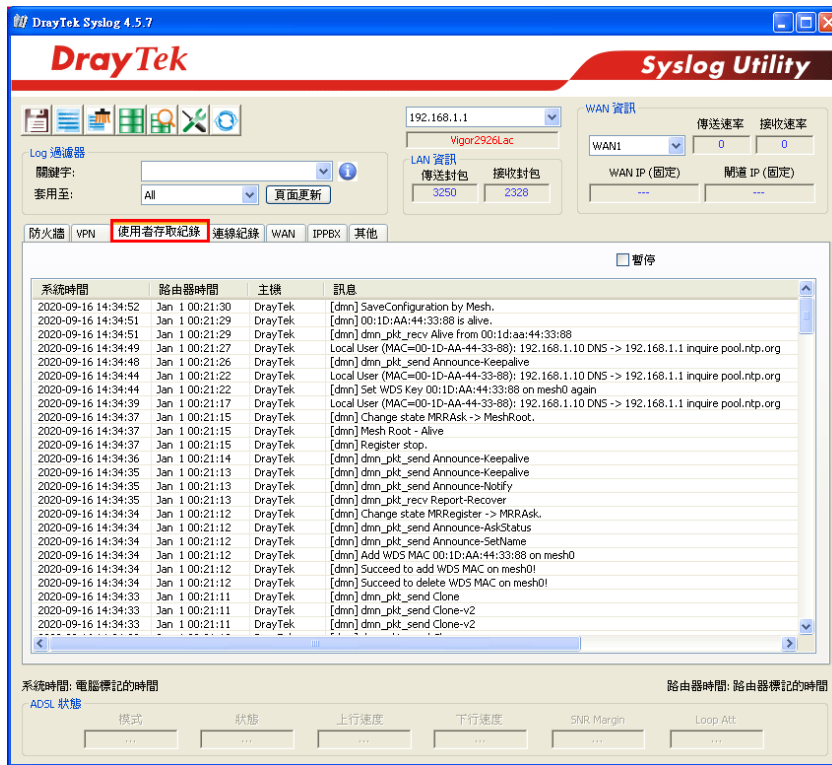 DrayTek Syslog 4.5.7
DrayTek
Syslog Utility
192.168.1.1
Vigor2926Lac
WAN 資訊
傳送速率 接收速率
WAN1 0 0
WAN IP (固定) 閘道 IP (固定)
--- ---
LAN 資訊
傳送封包 接收封包
3250 2328
Log 過濾器
關鍵字:
套用至: All 頁面更新
防火牆 VPN 使用者存取紀錄 連線紀錄 WAN IPPBX 其他
暫停
系統時間 路由器時間 主機 訊息
2020-09-16 14:34:52 Jan 1 00:21:30 DrayTek [dmn] SaveConfiguration by Mesh.
2020-09-16 14:34:51 Jan 1 00:21:29 DrayTek [dmn] 00:1D:AA:44:33:88 is alive.
2020-09-16 14:34:51 Jan 1 00:21:29 DrayTek [dmn] dmn_pkt_recv Alive from 00:1d:aa:44:33:88
2020-09-16 14:34:49 Jan 1 00:21:27 DrayTek Local User (MAC=00-1D-AA-44-33-88): 192.168.1.10 DNS -> 192.168.1.1 inquire pool.ntp.org
2020-09-16 14:34:48 Jan 1 00:21:26 DrayTek [dmn] dmn_pkt_send Announce-Keepalive
2020-09-16 14:34:44 Jan 1 00:21:22 DrayTek Local User (MAC=00-1D-AA-44-33-88): 192.168.1.10 DNS -> 192.168.1.1 inquire pool.ntp.org
2020-09-16 14:34:44 Jan 1 00:21:22 DrayTek [dmn] Set WDS Key 00:1D:AA:44:33:88 on mesh0 again
2020-09-16 14:34:39 Jan 1 00:21:17 DrayTek Local User (MAC=00-1D-AA-44-33-88): 192.168.1.10 DNS -> 192.168.1.1 inquire pool.ntp.org
2020-09-16 14:34:37 Jan 1 00:21:15 DrayTek [dmn] Change state MRRAsk -> MeshRoot.
2020-09-16 14:34:37 Jan 1 00:21:15 DrayTek [dmn] Mesh Root - Alive
2020-09-16 14:34:37 Jan 1 00:21:15 DrayTek [dmn] Register stop.
2020-09-16 14:34:36 Jan 1 00:21:14 DrayTek [dmn] dmn_pkt_send Announce-Keepalive
2020-09-16 14:34:35 Jan 1 00:21:13 DrayTek [dmn] dmn_pkt_send Announce-Keepalive
2020-09-16 14:34:35 Jan 1 00:21:13 DrayTek [dmn] dmn_pkt_send Announce-Notify
2020-09-16 14:34:35 Jan 1 00:21:13 DrayTek [dmn] dmn_pkt_recv Report-Recover
2020-09-16 14:34:34 Jan 1 00:21:12 DrayTek [dmn] Change state MRRegister -> MRRAsk.
2020-09-16 14:34:34 Jan 1 00:21:12 DrayTek [dmn] dmn_pkt_send Announce-AskStatus
2020-09-16 14:34:34 Jan 1 00:21:12 DrayTek [dmn] dmn_pkt_send Announce-SetName
2020-09-16 14:34:34 Jan 1 00:21:12 DrayTek [dmn] Add WDS MAC 00:1D:AA:44:33:88 on mesh0
2020-09-16 14:34:34 Jan 1 00:21:12 DrayTek [dmn] Succeed to add WDS MAC on mesh0!
2020-09-16 14:34:34 Jan 1 00:21:12 DrayTek [dmn] Succeed to delete WDS MAC on mesh0!
2020-09-16 14:34:33 Jan 1 00:21:11 DrayTek [dmn] dmn_pkt_send Clone
2020-09-16 14:34:33 Jan 1 00:21:11 DrayTek [dmn] dmn_pkt_send Clone-v2
2020-09-16 14:34:33 Jan 1 00:21:11 DrayTek [dmn] dmn_pkt_send Clone-v2
系統時間: 電腦標記的時間 路由器時間: 路由器標記的時間
ADSL 狀態
模式 狀態 上行速度 下行速度 SNR Margin Loop Att
... ... ... ... ... ...